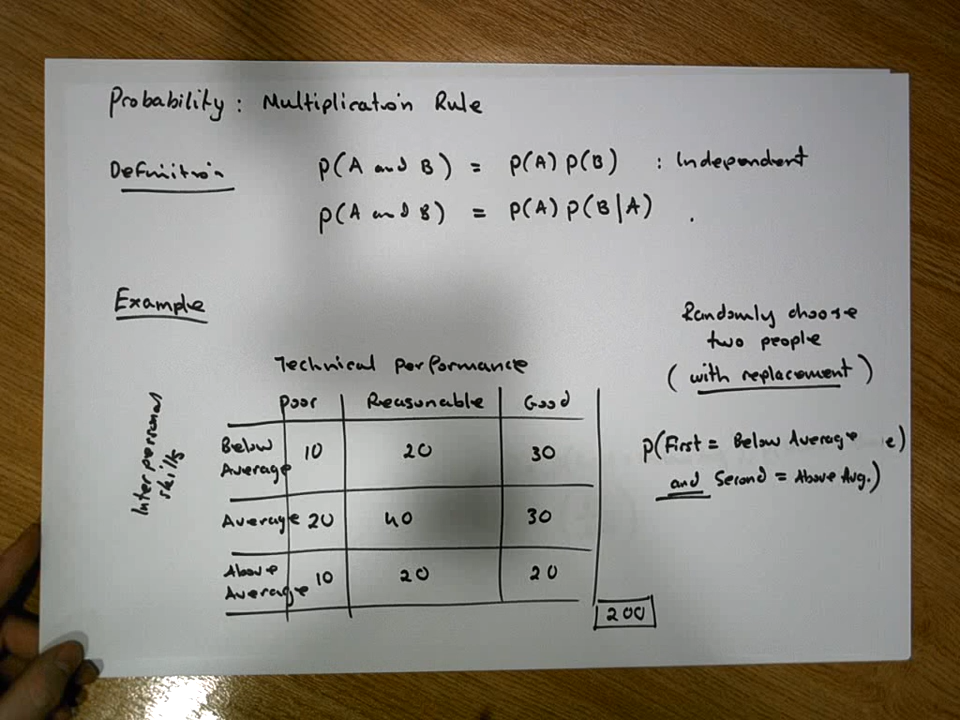 Probability: Multiplication Rule
Definition P(A and B) = P(A) P(B) : Independent
P(A and B) = P(A) P(B|A) .
Example
Randomly choose
two people
(with replacement)
Technical performance
Interpersonal
skills
Poor Reasonable Good
Below
Average 10 20 30
Average 20 40 30
Above
Average 10 20 20
200
P(First = Below Average
and Second = Above Avg.)